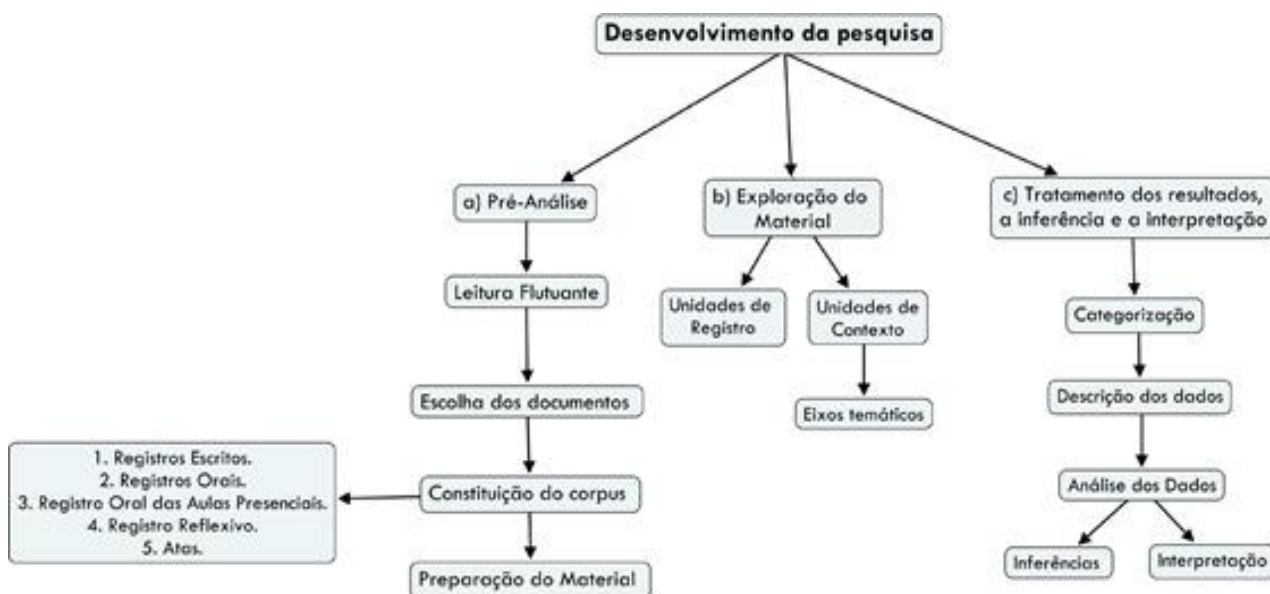 Desenvolvimento da pesquisa
a) Pré-Análise
Leitura Flutuante
Escolha dos documentos
Constituição do corpus
1. Registros Escritos.
2. Registros Orais.
3. Registro Oral das Aulas Presenciais.
4. Registro Reflexivo.
5. Atas.
Preparação do Material
b) Exploração do
Material
Unidades de
Registro
Unidades de
Contexto
Eixos temáticos
c) Tratamento dos resultados,
a inferência e a interpretação
Categorização
Descrição dos dados
Análise dos Dados
Inferências
Interpretação